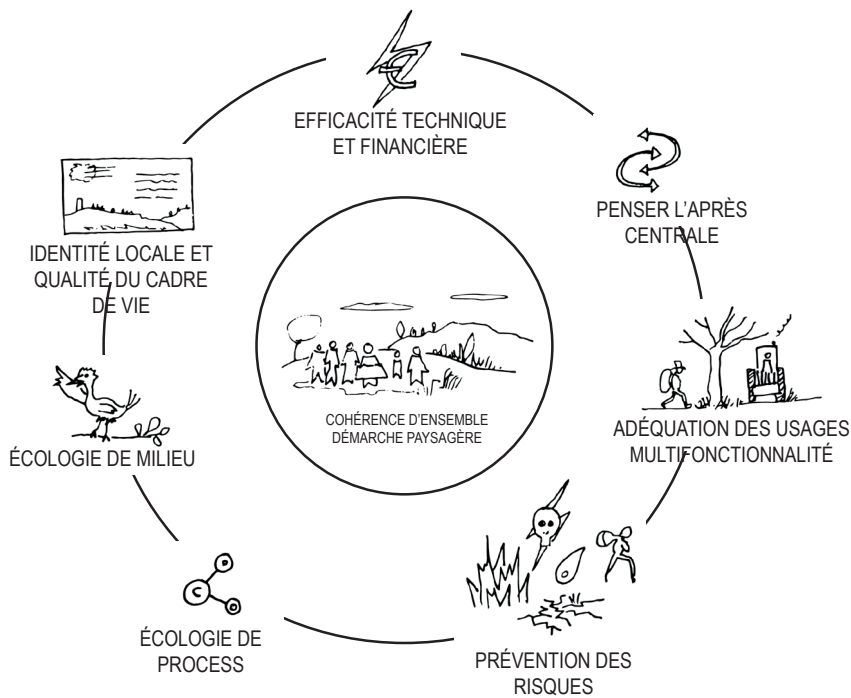 EFFICACITÉ TECHNIQUE
ET FINANCIÈRE
PENSER L'APRÈS
CENTRALE
ADÉQUATION DES USAGES
MULTIFONCTIONNALITÉ
PRÉVENTION DES
RISQUES
ÉCOLOGIE DE
PROCESS
C
O
O
ÉCOLOGIE DE MILIEU
IDENTITÉ LOCALE ET
QUALITÉ DU CADRE
DE VIE
COHÉRENCE D'ENSEMBLE
DÉMARCHE PAYSAGÈRE